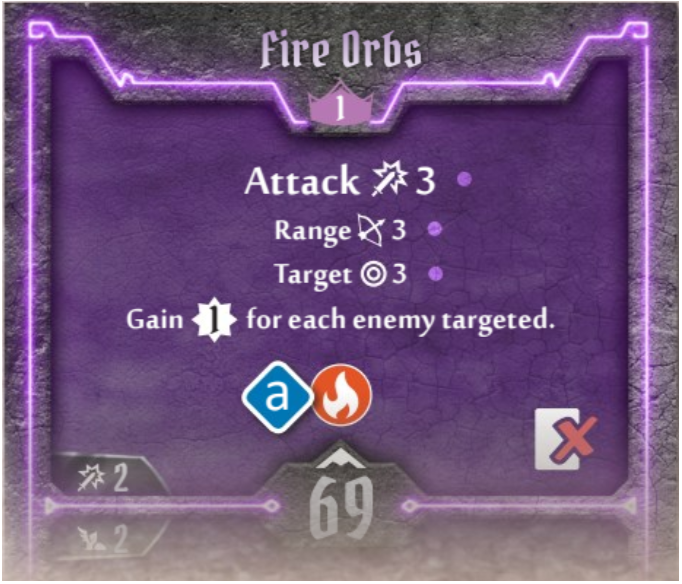 Fire Orbs
1
Attack 3
Range 3
Target 3
Gain 1 for each enemy targeted.
a
2
69
2